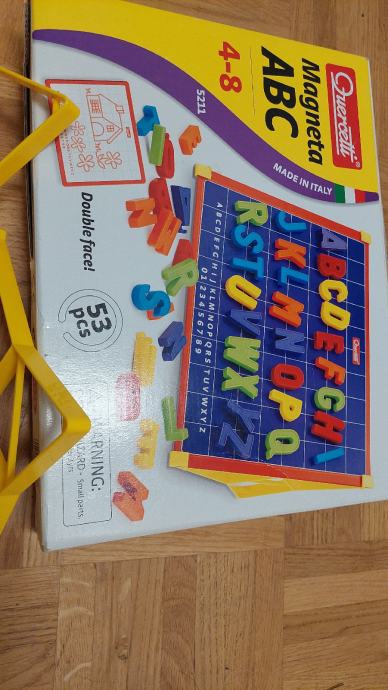 Quercetti
Magneta
ABC
4-8
5211
MADE IN ITALY
Double face!
53
pcs
ABCDEFGHI
JKLMNOPQ
RSTUVWXYZ
ABCDEFGHIJKLMNOPQRSTUVWXYZ
0123456789
WARNING:
Small parts.